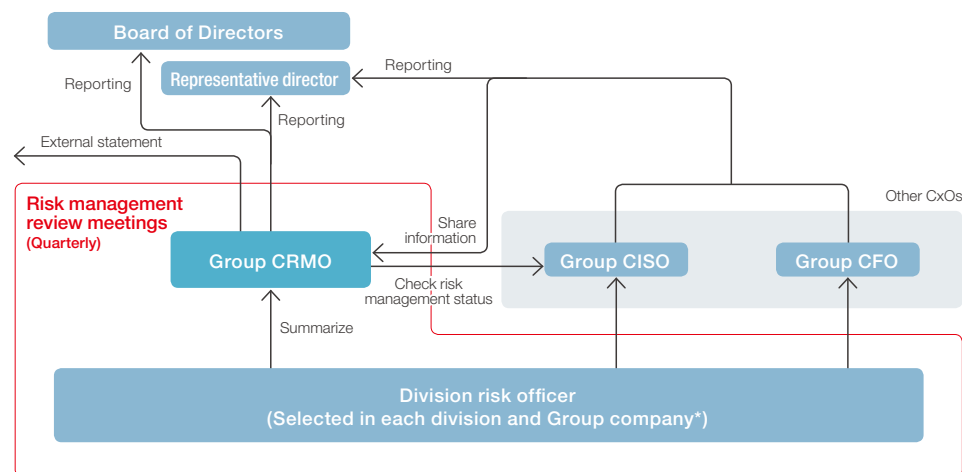 Board of Directors
Reporting
Representative director
Reporting
Reporting
External statement
Risk management
review meetings
(Quarterly)
Other CxOs
Share
information
Group CRMO
Group CISO
Group CFO
Check risk
management status
Summarize
Division risk officer
(Selected in each division and Group company*)